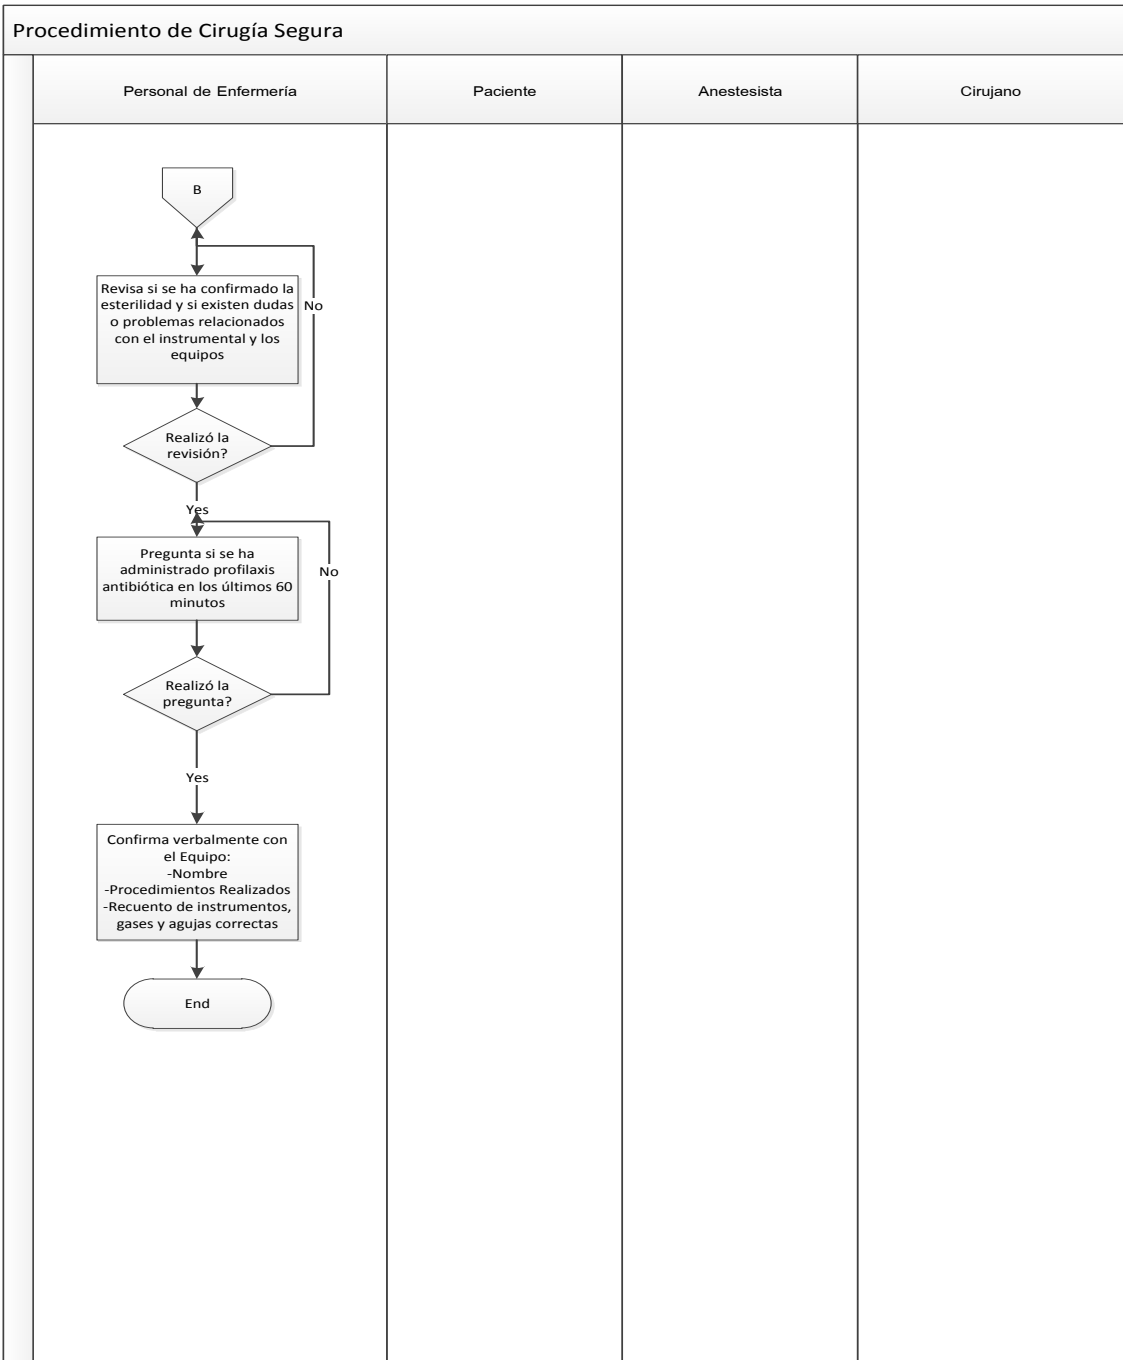 Procedimiento de Cirugía Segura
Personal de Enfermería
Paciente
Anestesista
Cirujano
B
Revisa si se ha confirmado la
esterilidad y si existen dudas
o problemas relacionados
con el instrumental y los
equipos
No
Realizó la
revisión?
Yes
Pregunta si se ha
administrado profilaxis
antibiótica en los últimos 60
minutos
No
Realizó la
pregunta?
Yes
Confirma verbalmente con
el Equipo:
-Nombre
-Procedimientos Realizados
-Recuento de instrumentos,
gases y agujas correctas
End